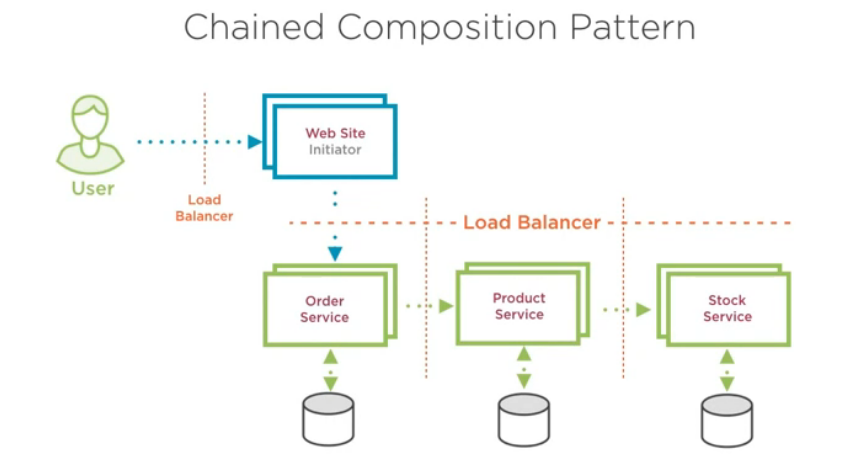 Chained Composition Pattern
Web Site
Initiator
User
Load
Balancer
Load Balancer
Order
Service
Product
Service
Stock
Service